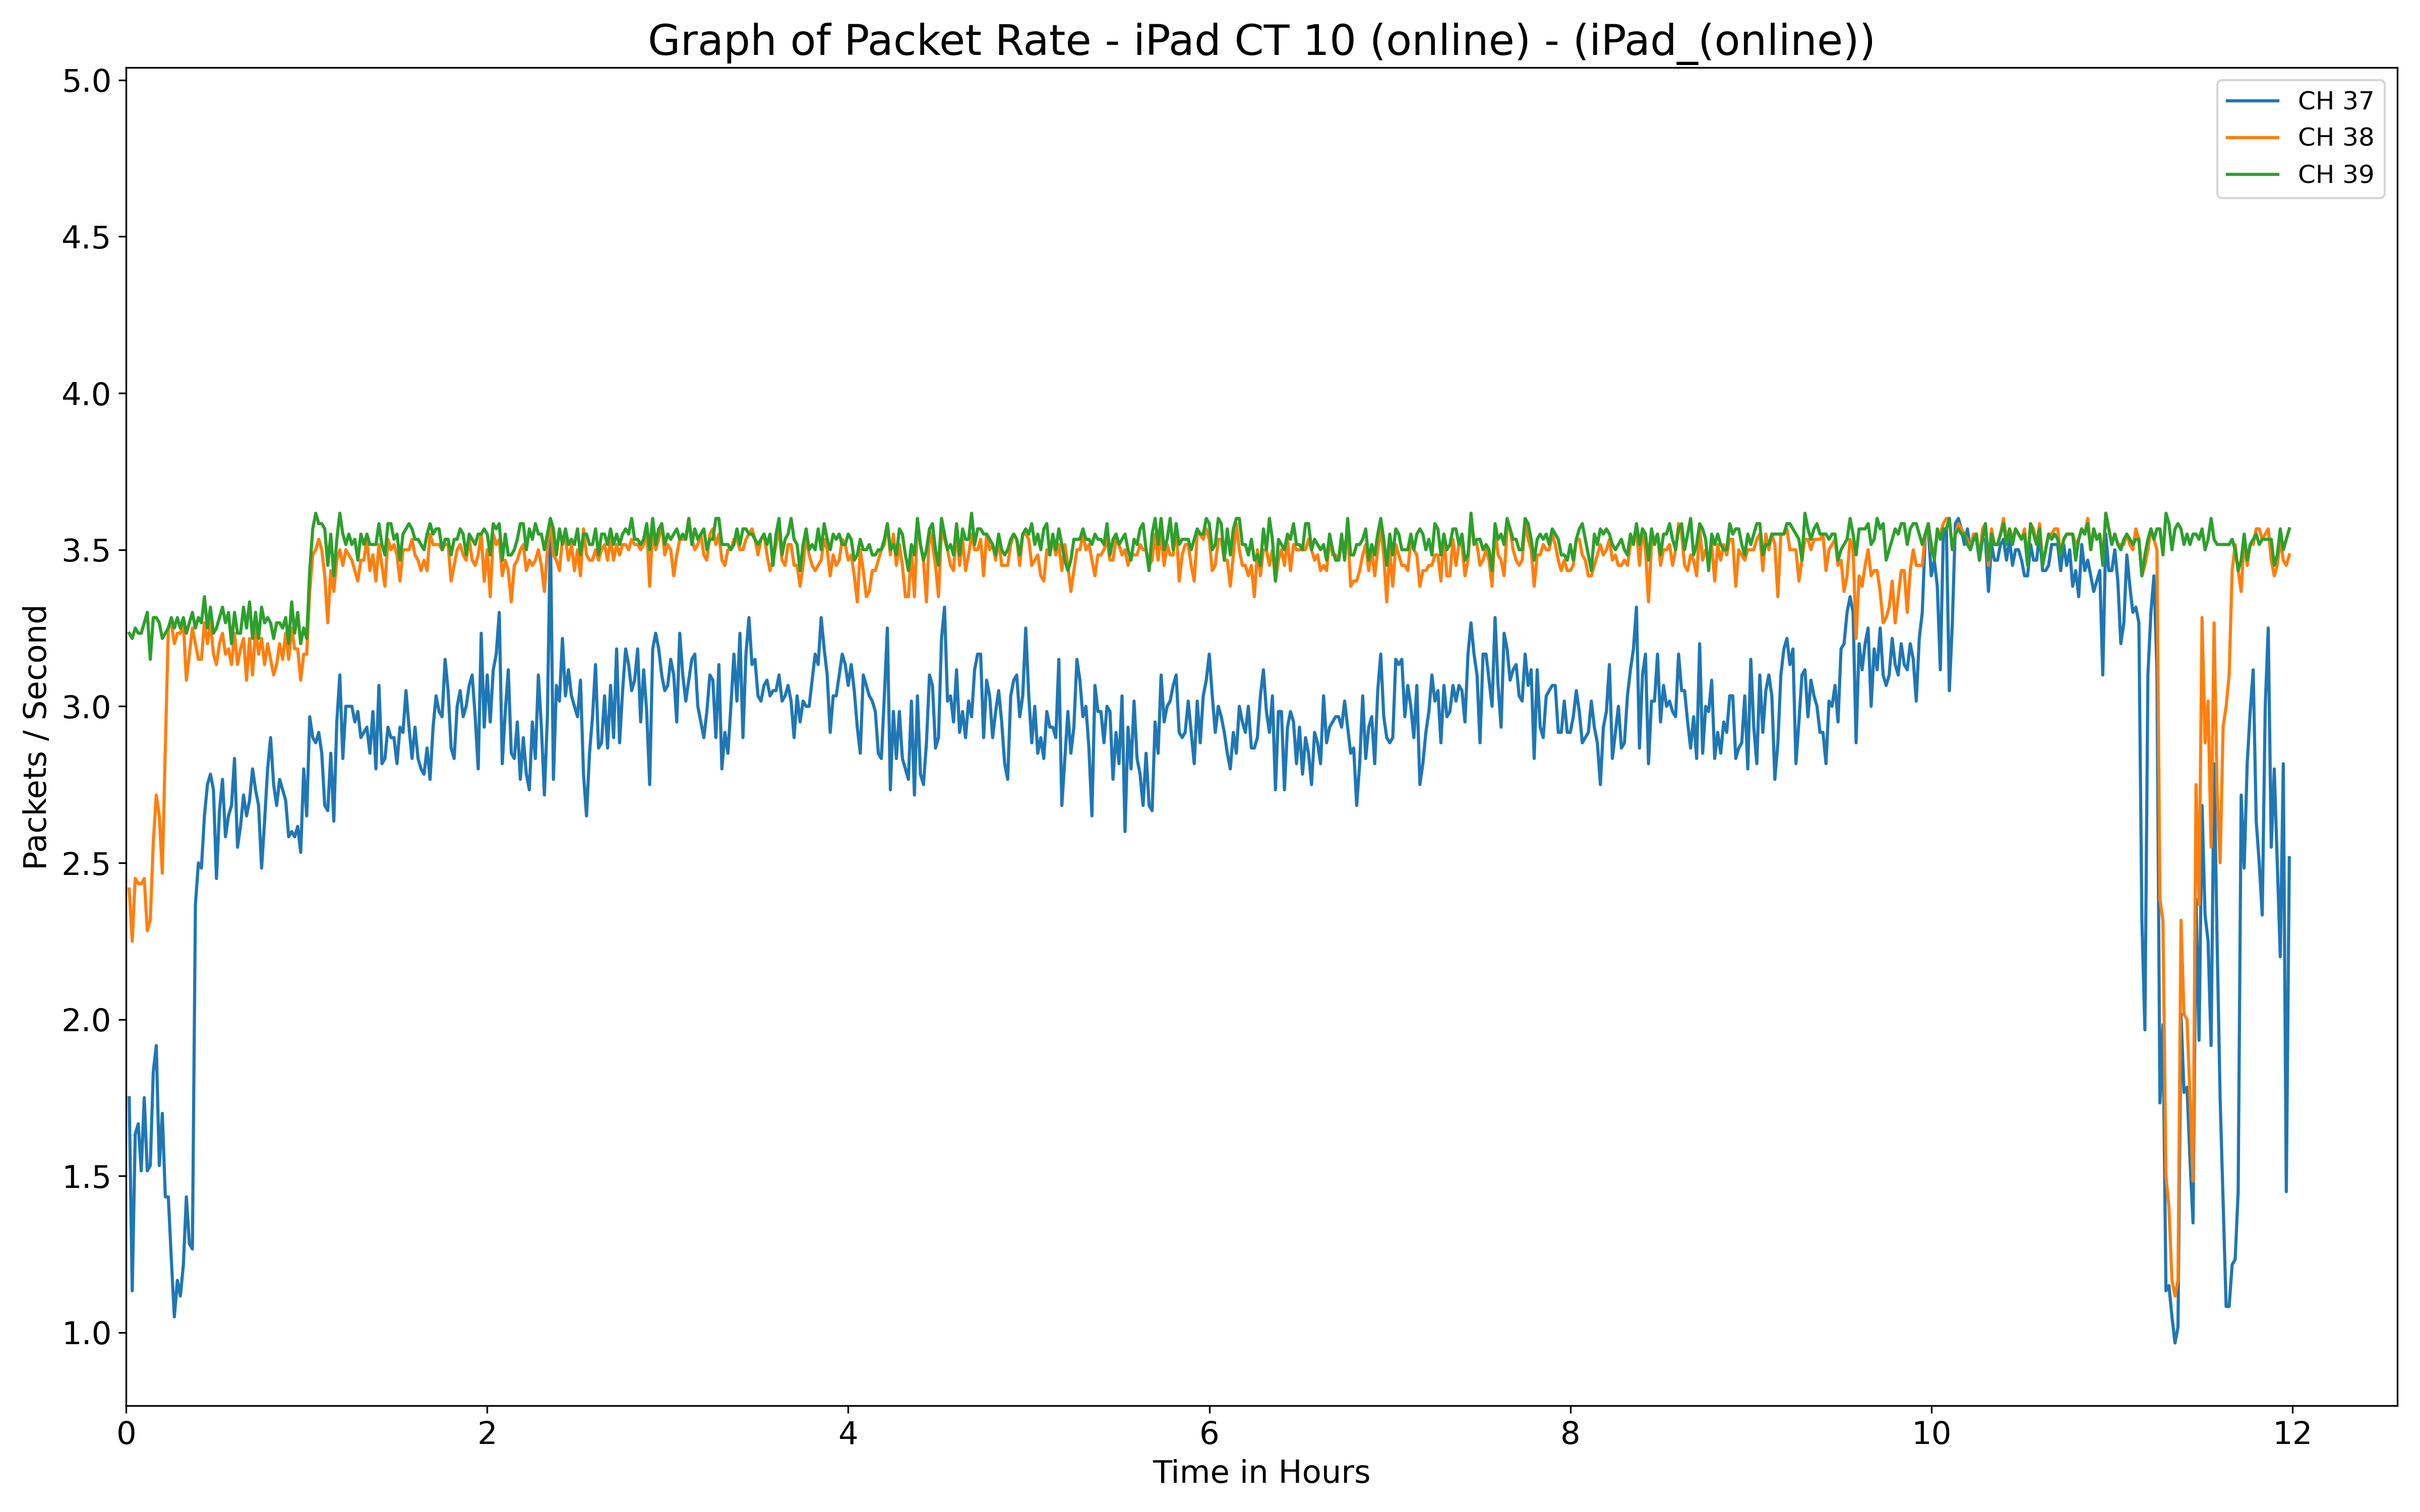 Graph of Packet Rate - iPad CT 10 (online) - (iPad_(online))
5.0
4.5
4.0
3.5
3.0
2.5
2.0
1.5
1.0
Packets / Second
CH 37
CH 38
CH 39
0 2 4 6 8 10 12
Time in Hours